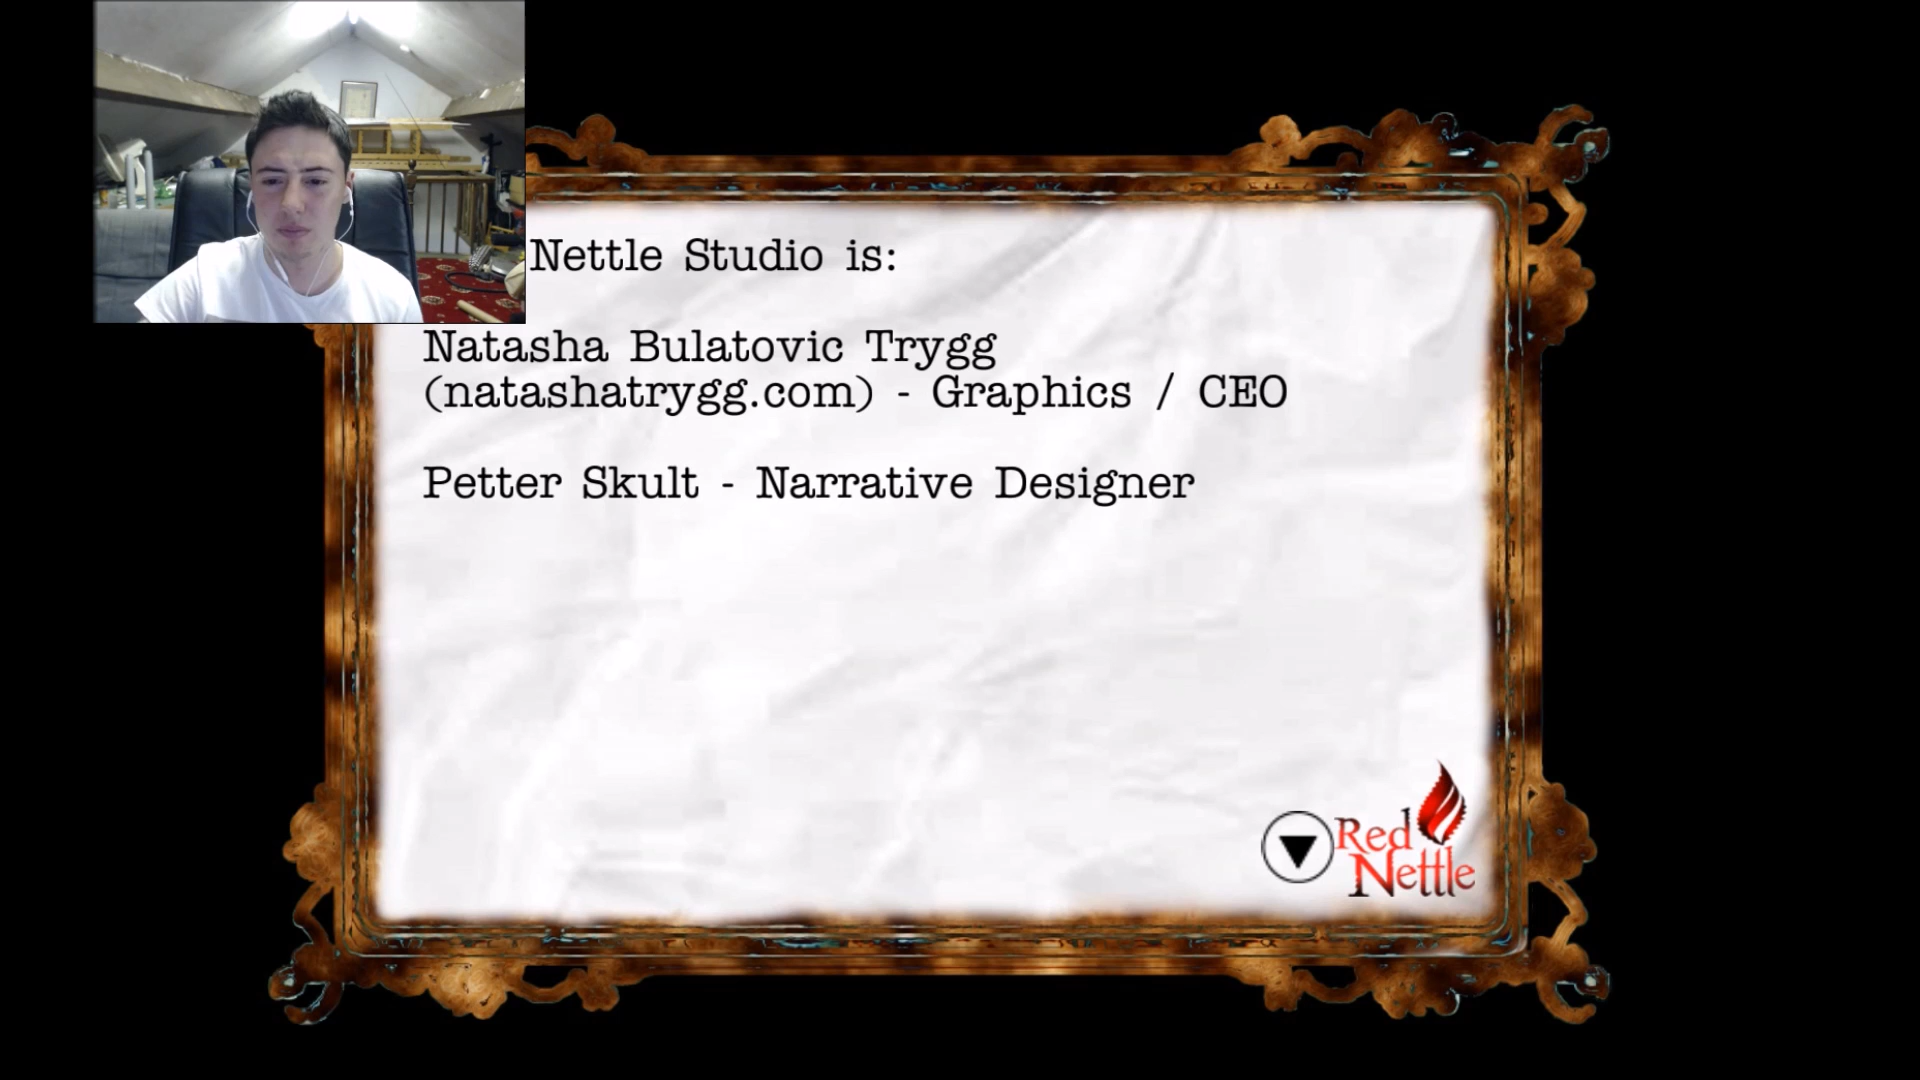 Nettle Studio is:
Natasha Bulatovic Trygg
(natashatrygg.com) - Graphics / CEO
Petter Skult - Narrative Designer
Red
Nettle